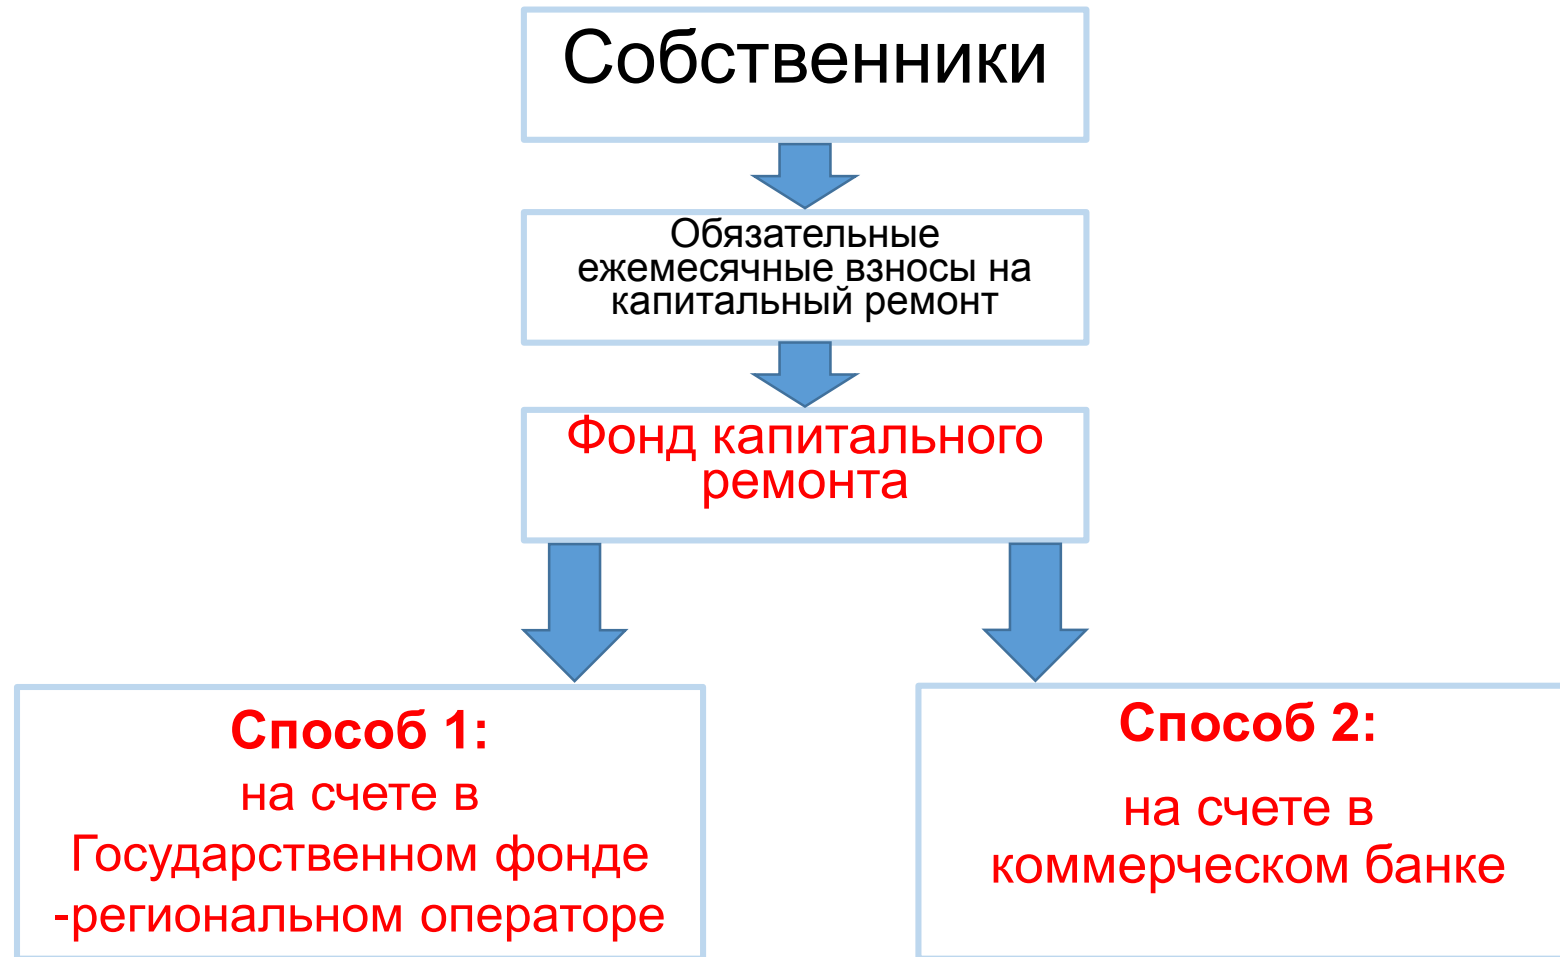 Собственники
Обязательные
ежемесячные взносы на
капитальный ремонт
Фонд капитального
ремонта
Способ 1:
на счете в
Государственном фонде
-региональном операторе
Способ 2:
на счете в
коммерческом банке